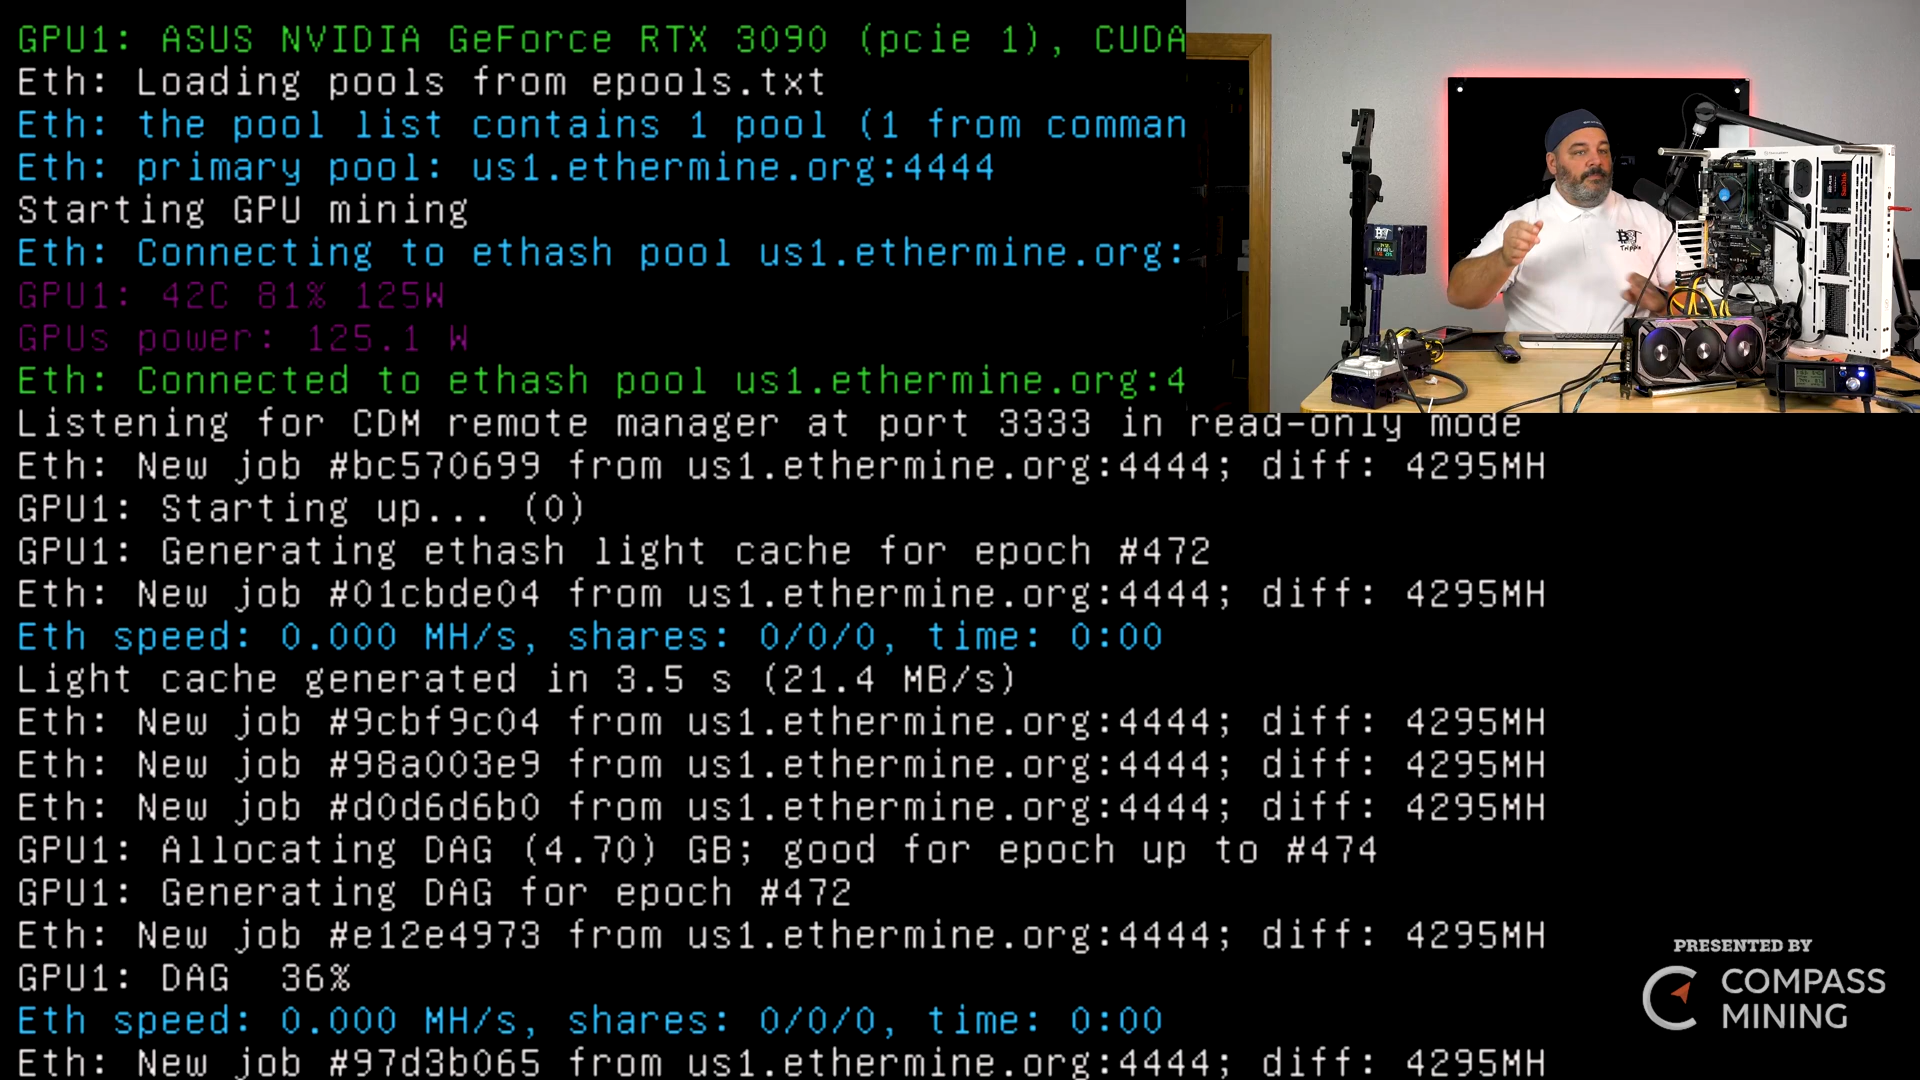 GPU1: ASUS NVIDIA GeForce RTX 3090 (pcie 1), CUDA
Eth: Loading pools from epools.txt
Eth: the pool list contains 1 pool (1 from comman
Eth: primary pool: us1.ethermine.org:4444
Starting GPU mining
Eth: Connecting to ethash pool us1.ethermine.org:
GPU1: 42C 81% 125W
GPUs power: 125.1 W
Eth: Connected to ethash pool us1.ethermine.org:4
Listening for CDM remote manager at port 3333 in read-only mode
Eth: New job #bc570699 from us1.ethermine.org:4444; diff: 4295MH
GPU1: Starting up... (0)
GPU1: Generating ethash light cache for epoch #472
Eth: New job #01cbde04 from us1.ethermine.org:4444; diff: 4295MH
Eth speed: 0.000 MH/s, shares: 0/0/0, time: 0:00
Light cache generated in 3.5 s (21.4 MB/s)
Eth: New job #9cbf9c04 from us1.ethermine.org:4444; diff: 4295MH
Eth: New job #98a003e9 from us1.ethermine.org:4444; diff: 4295MH
Eth: New job #d0d6d6b0 from us1.ethermine.org:4444; diff: 4295MH
GPU1: Allocating DAG (4.70) GB; good for epoch up to #474
GPU1: Generating DAG for epoch #472
Eth: New job #e12e4973 from us1.ethermine.org:4444; diff: 4295MH
GPU1: DAG 36%
Eth speed: 0.000 MH/s, shares: 0/0/0, time: 0:00
Eth: New job #97d3b065 from us1.ethermine.org:4444; diff: 4295MH
PRESENTED BY
COMPASS
MINING